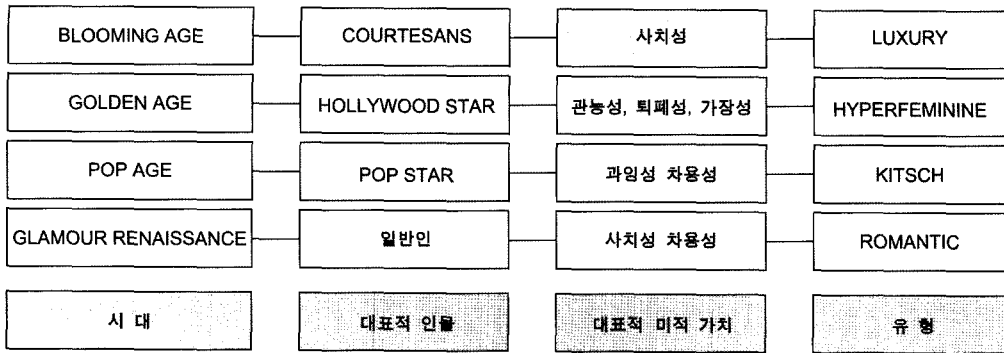 BLOOMING AGE COURTESANS 사치성 LUXURY
GOLDEN AGE HOLLYWOOD STAR 관능성, 퇴폐성, 가장성 HYPERFEMININE
POP AGE POP STAR 과잉성 차용성 KITSCH
GLAMOUR RENAISSANCE 일반인 사치성 차용성 ROMANTIC
시 대 대표적 인물 대표적 미적 가치 유 형